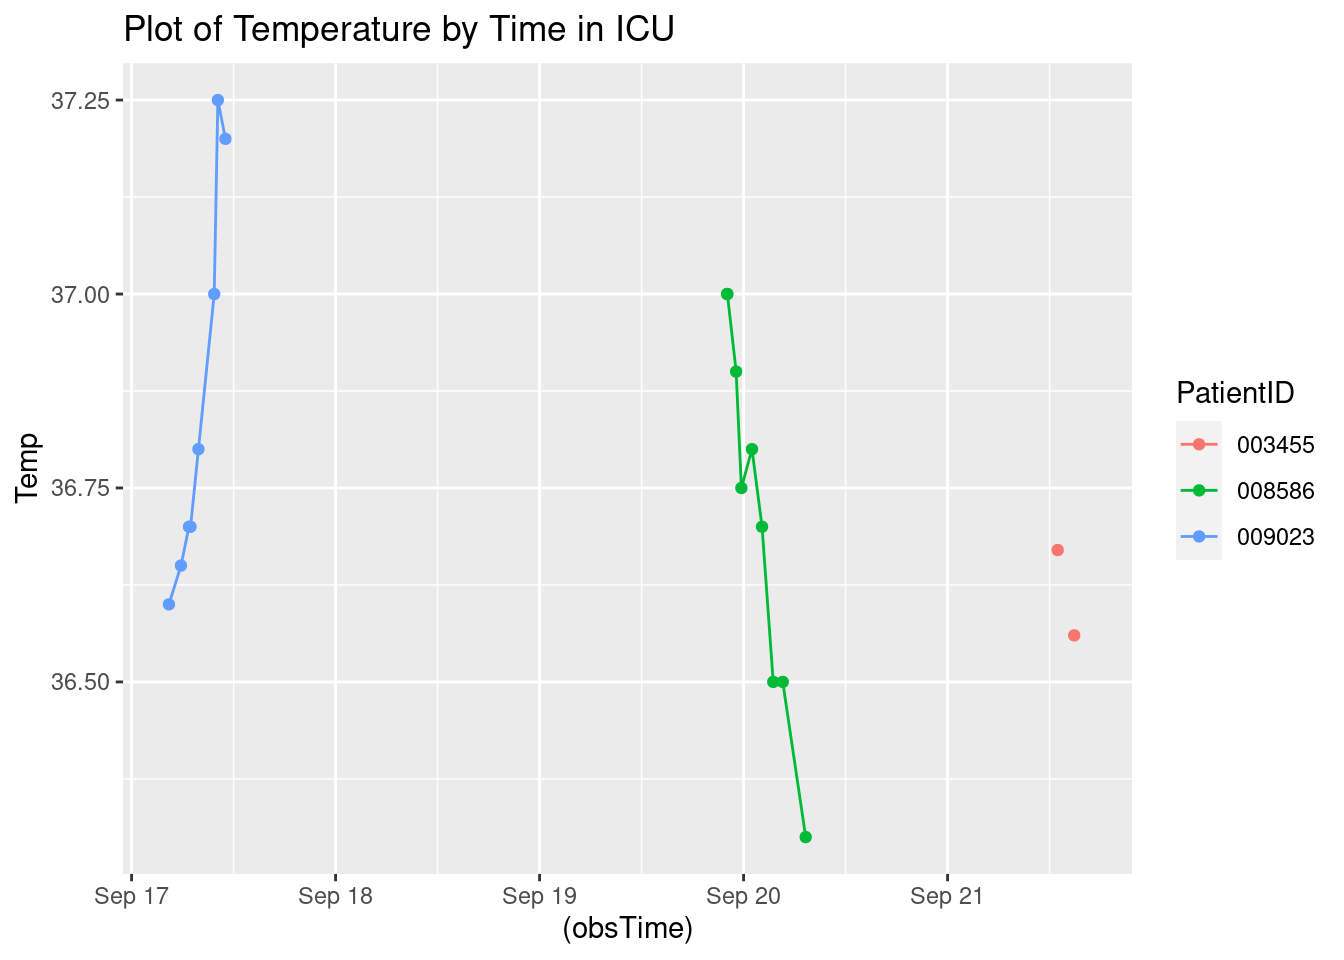 Plot of Temperature by Time in ICU
37.25
37.00
36.75
36.50
Temp
Sep 17
Sep 18
Sep 19
Sep 20
Sep 21
(obsTime)
PatientID
003455
008586
009023